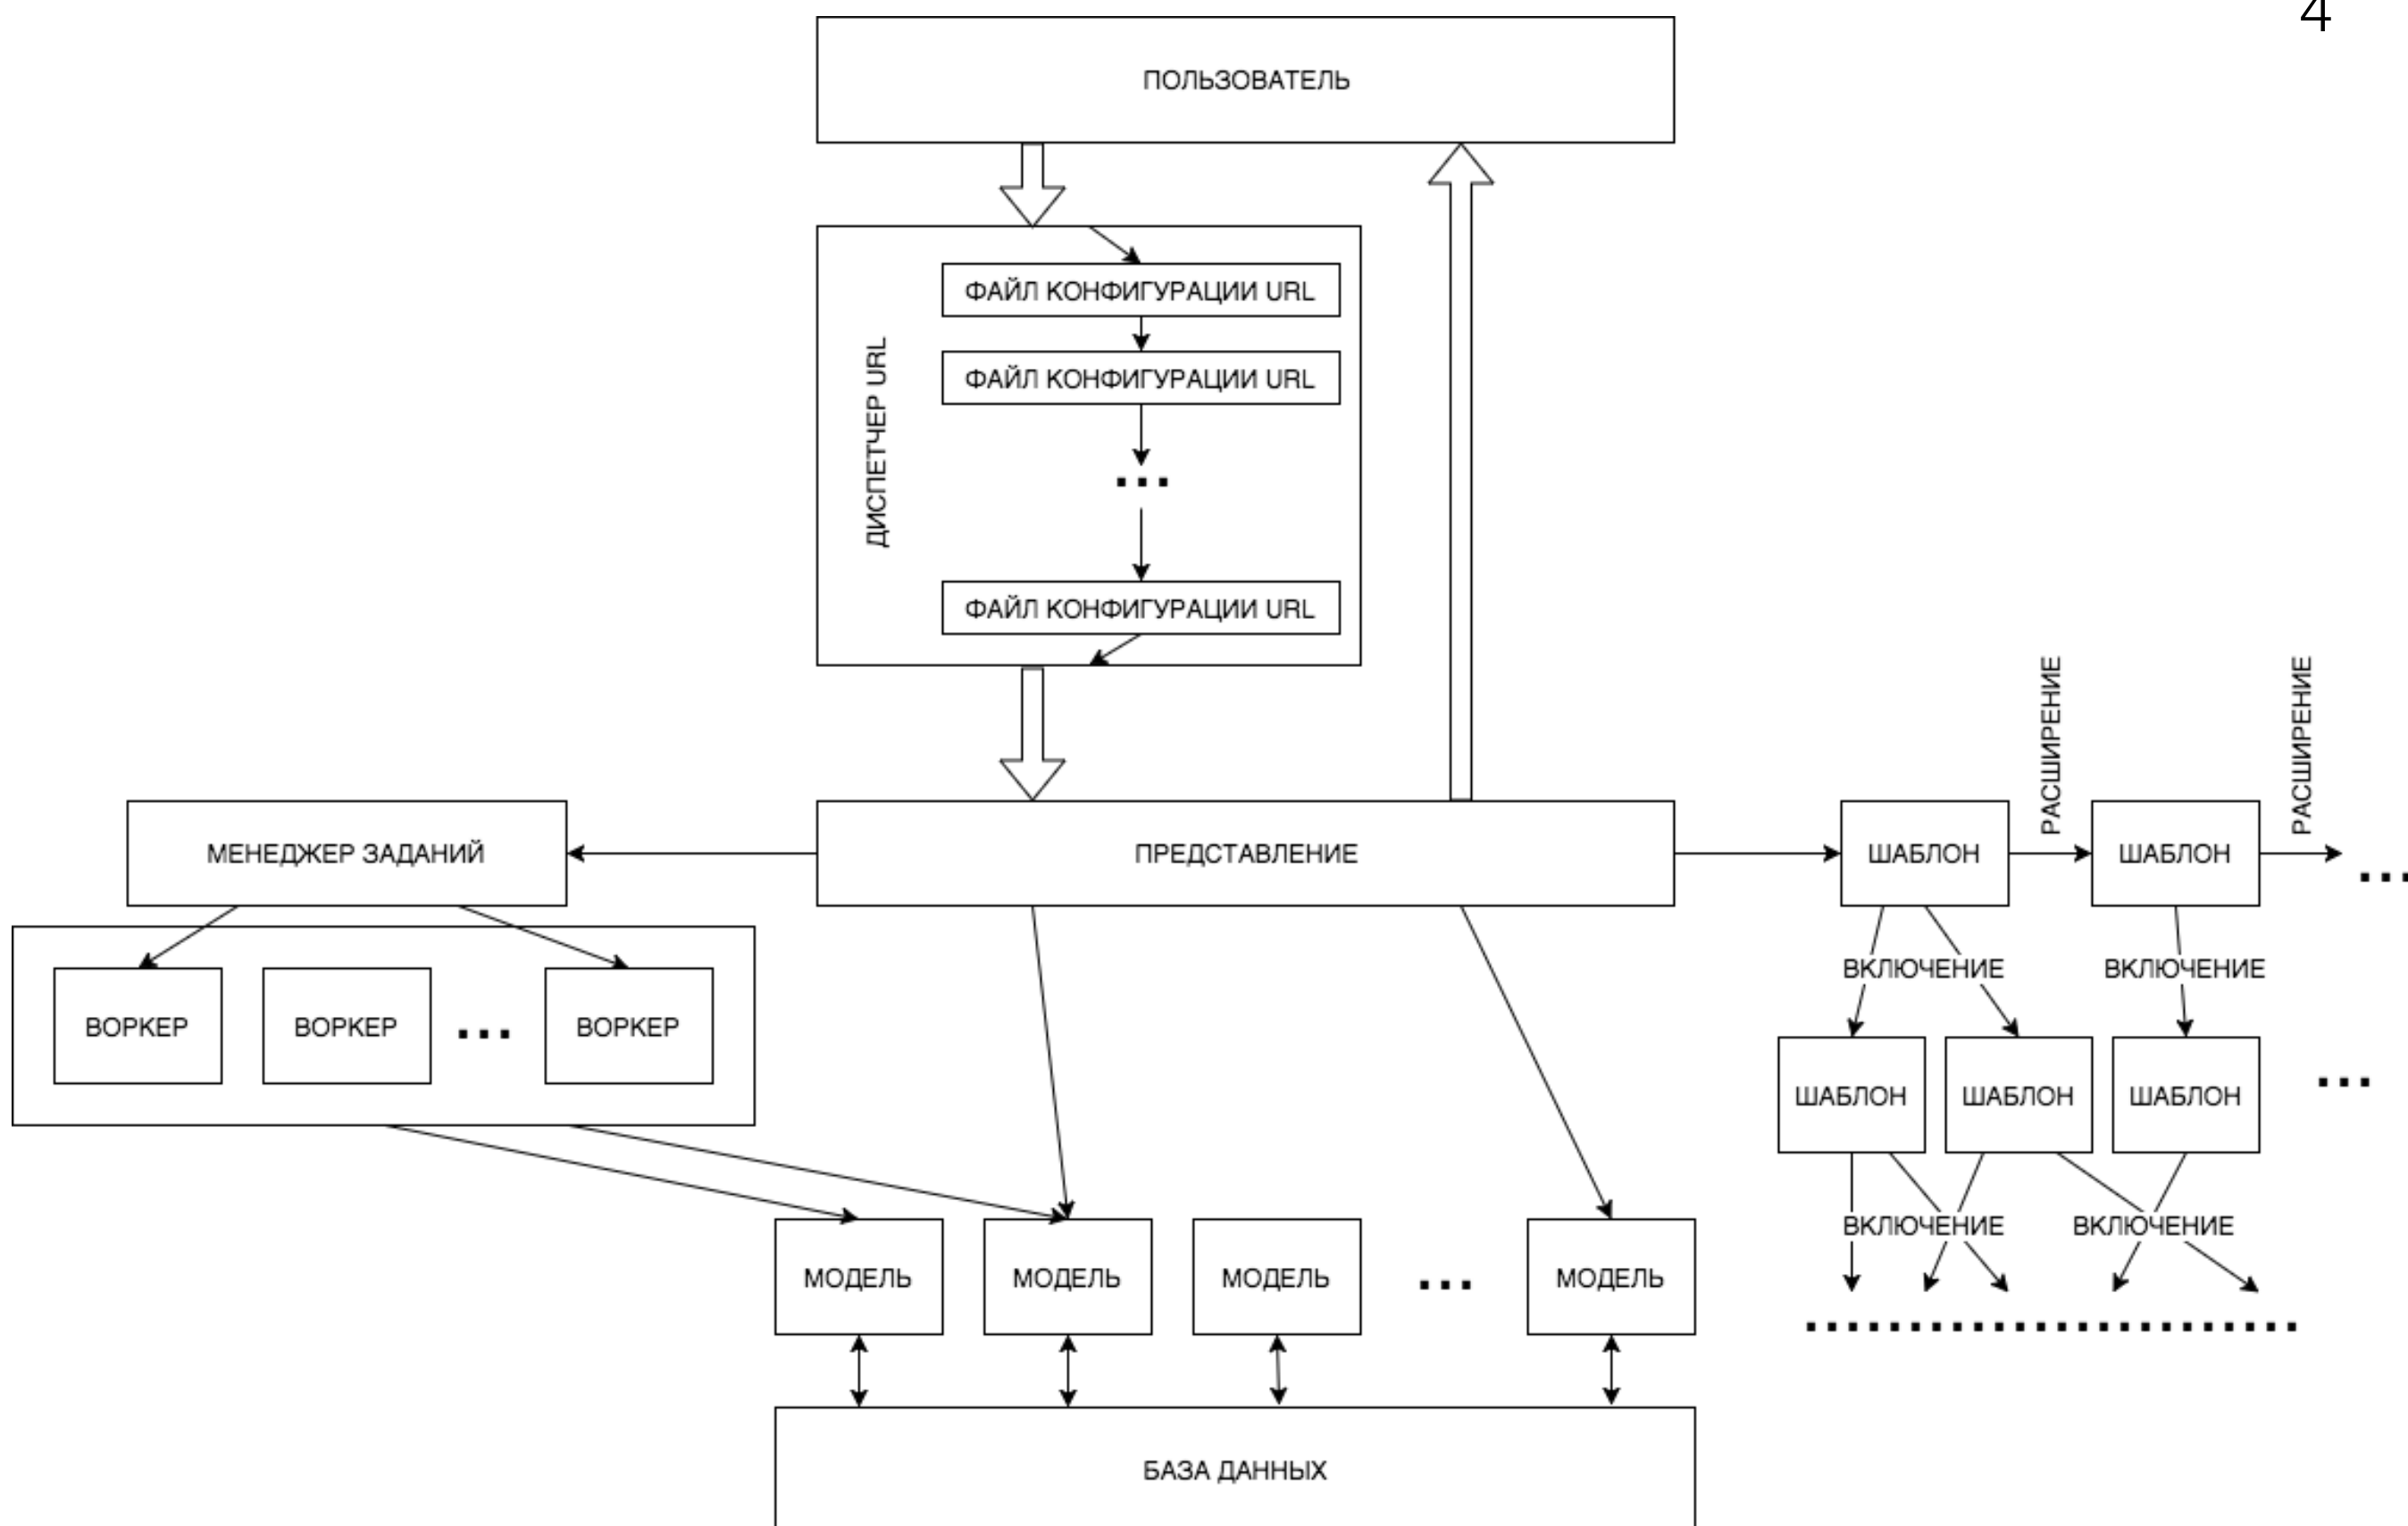 4
ПОЛЬЗОВАТЕЛЬ
ДИСПЕТЧЕР URL
ФАЙЛ КОНФИГУРАЦИИ URL
ФАЙЛ КОНФИГУРАЦИИ URL
...
ФАЙЛ КОНФИГУРАЦИИ URL
МЕНЕДЖЕР ЗАДАНИЙ
ПРЕДСТАВЛЕНИЕ
ШАБЛОН
РАСШИРЕНИЕ
ШАБЛОН
РАСШИРЕНИЕ
...
ВОРКЕР
ВОРКЕР
...
ВОРКЕР
ВКЛЮЧЕНИЕ
ВКЛЮЧЕНИЕ
ШАБЛОН
ШАБЛОН
ШАБЛОН
...
ВКЛЮЧЕНИЕ
ВКЛЮЧЕНИЕ
МОДЕЛЬ
МОДЕЛЬ
МОДЕЛЬ
...
МОДЕЛЬ
БАЗА ДАННЫХ